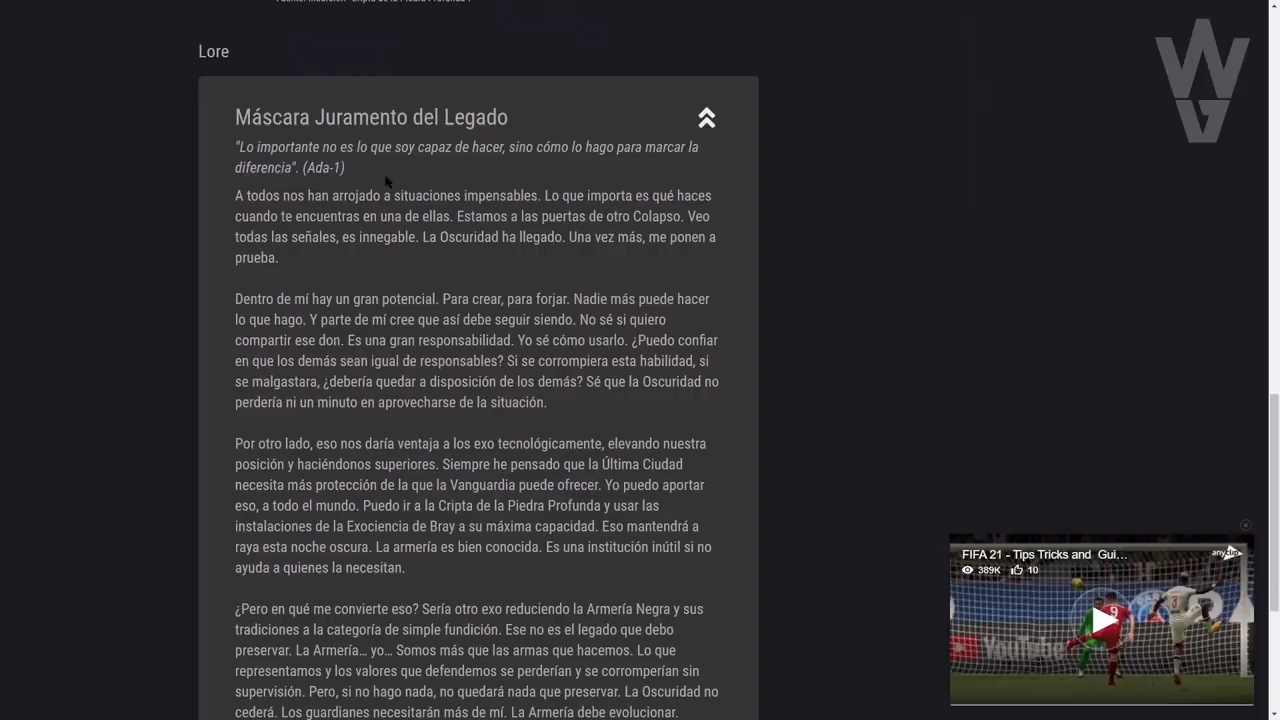 Lore
Máscara Juramento del Legado
"Lo importante no es lo que soy capaz de hacer, sino cómo lo hago para marcar la
diferencia". (Ada-1)
A todos nos han arrojado a situaciones impensables. Lo que importa es qué haces
cuando te encuentras en una de ellas. Estamos a las puertas de otro Colapso. Veo
todas las señales, es innegable. La Oscuridad ha llegado. Una vez más, me ponen a
prueba.
Dentro de mí hay un gran potencial. Para crear, para forjar. Nadie más puede hacer
lo que hago. Y parte de mí cree que así debe seguir siendo. No sé si quiero
compartir ese don. Es una gran responsabilidad. Yo sé cómo usarlo. ¿Puedo confiar
en que los demás sean igual de responsables? Si se corrompiera esta habilidad, si
se malgastara, ¿debería quedar a disposición de los demás? Sé que la Oscuridad no
perdería ni un minuto en aprovecharse de la situación.
Por otro lado, eso nos daría ventaja a los exo tecnológicamente, elevando nuestra
posición y haciéndonos superiores. Siempre he pensado que la Última Ciudad
necesita más protección de la que la Vanguardia puede ofrecer. Yo puedo aportar
eso, a todo el mundo. Puedo ir a la Cripta de la Piedra Profunda y usar las
instalaciones de la Exociencia de Bray a su máxima capacidad. Eso mantendrá a
raya esta noche oscura. La armería es bien conocida. Es una institución inútil si no
ayuda a quienes la necesitan.
¿Pero en qué me convierte eso? Sería otro exo reduciendo la Armería Negra y sus
tradiciones a la categoría de simple fundición. Ese no es el legado que debo
preservar. La Armería… yo… Somos más que las armas que hacemos. Lo que
representamos y los valores que defendemos se perderían y se corromperían sin
supervisión. Pero, si no hago nada, no quedará nada que preservar. La Oscuridad no
cederá. Los guardianes necesitarán más de mí. La Armería debe evolucionar.
WG
FIFA 21 - Tips Tricks and Gui...
anyclip
389K 10
YouTube
9
3